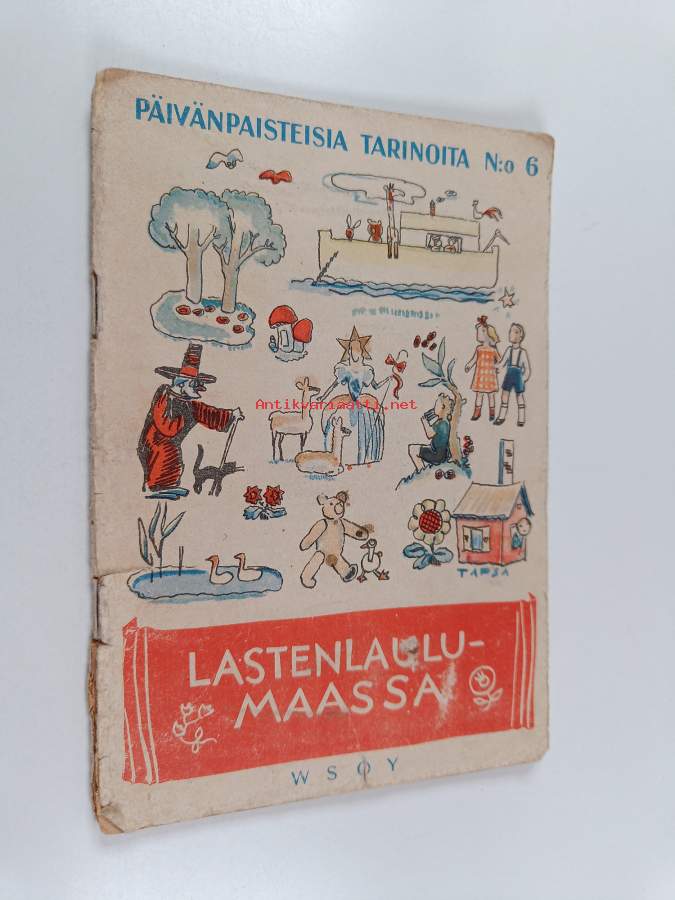 PÄIVÄNPAISTEISIA TARINOITA N:o 6
Antikvariaatti.net
TAPSA
LASTENLAULU-
MAASSA
WSOY